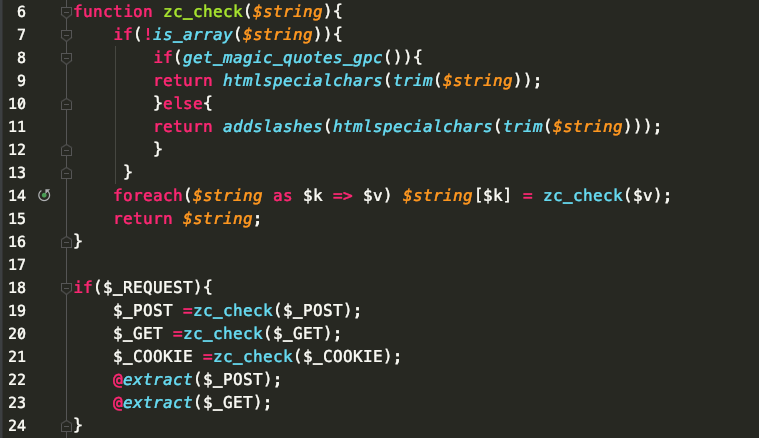 6 function zc_check($string){
7 if(!is_array($string)){
8 if(get_magic_quotes_gpc()){
9 return htmlspecialchars(trim($string));
10 }else{
11 return addslashes(htmlspecialchars(trim($string)));
12 }
13 }
14 foreach($string as $k => $v) $string[$k] = zc_check($v);
15 return $string;
16 }
17
18 if($_REQUEST){
19 $_POST =zc_check($_POST);
20 $_GET =zc_check($_GET);
21 $_COOKIE =zc_check($_COOKIE);
22 @extract($_POST);
23 @extract($_GET);
24 }